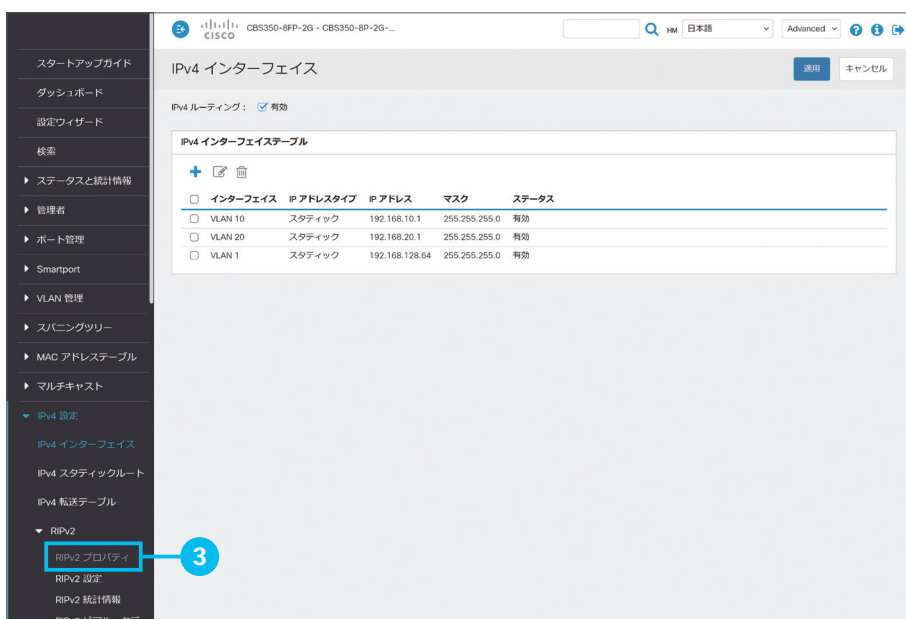 CISCO CBS350-8FP-2G - CBS350-8P-2G-...
HM 日本語 Advanced
スタートアップガイド
ダッシュボード
設定ウィザード
検索
ステータスと統計情報
管理者
ポート管理
Smartport
VLAN 管理
スパニングツリー
MAC アドレステーブル
マルチキャスト
IPv4 設定
IPv4 インターフェイス
IPv4 スタティックルート
IPv4 転送テーブル
RIPv2
RIPv2 プロパティ
RIPv2 設定
RIPv2 統計情報
3
IPv4 インターフェイス
適用 キャンセル
IPv4 ルーティング： 有効
IPv4 インターフェイステーブル
インターフェイス IP アドレスタイプ IP アドレス マスク ステータス
VLAN 10 スタティック 192.168.10.1 255.255.255.0 有効
VLAN 20 スタティック 192.168.20.1 255.255.255.0 有効
VLAN 1 スタティック 192.168.128.64 255.255.255.0 有効